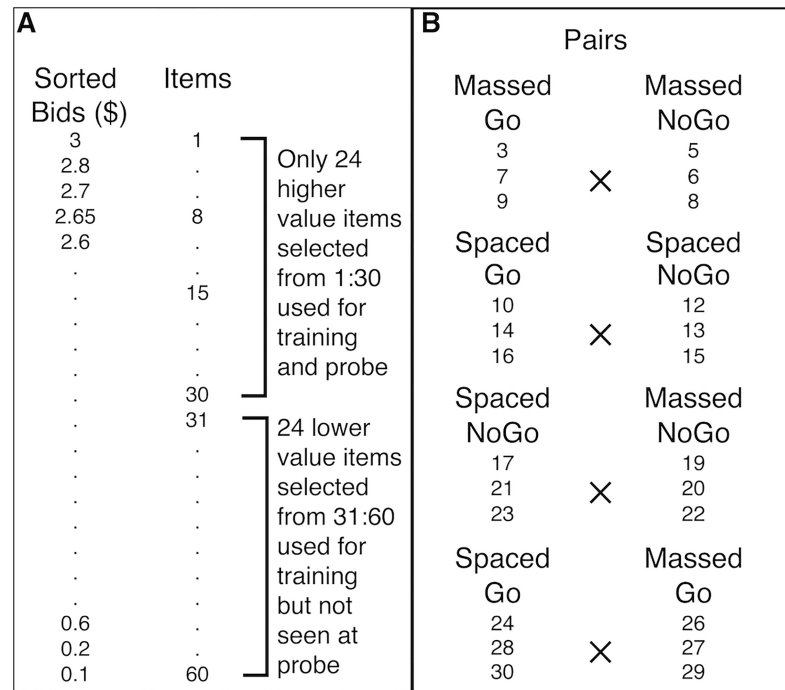 A
Sorted
Bids ($)
Items
3 1
2.8 .
2.7 .
2.65 8
2.6 .
. .
. 15
. .
. .
. .
. 30
. 31
. .
. .
. .
. .
. .
. .
. .
0.6 .
0.2 .
0.1 60
Only 24
higher
value items
selected
from 1:30
used for
training
and probe
24 lower
value items
selected
from 31:60
used for
training
but not
seen at
probe
B
Pairs
Massed Massed
Go NoGo
3 5
7 × 6
9 8
Spaced Spaced
Go NoGo
10 12
14 × 13
16 15
Spaced Massed
NoGo NoGo
17 19
21 × 20
23 22
Spaced Massed
Go Go
24 26
28 × 27
30 29